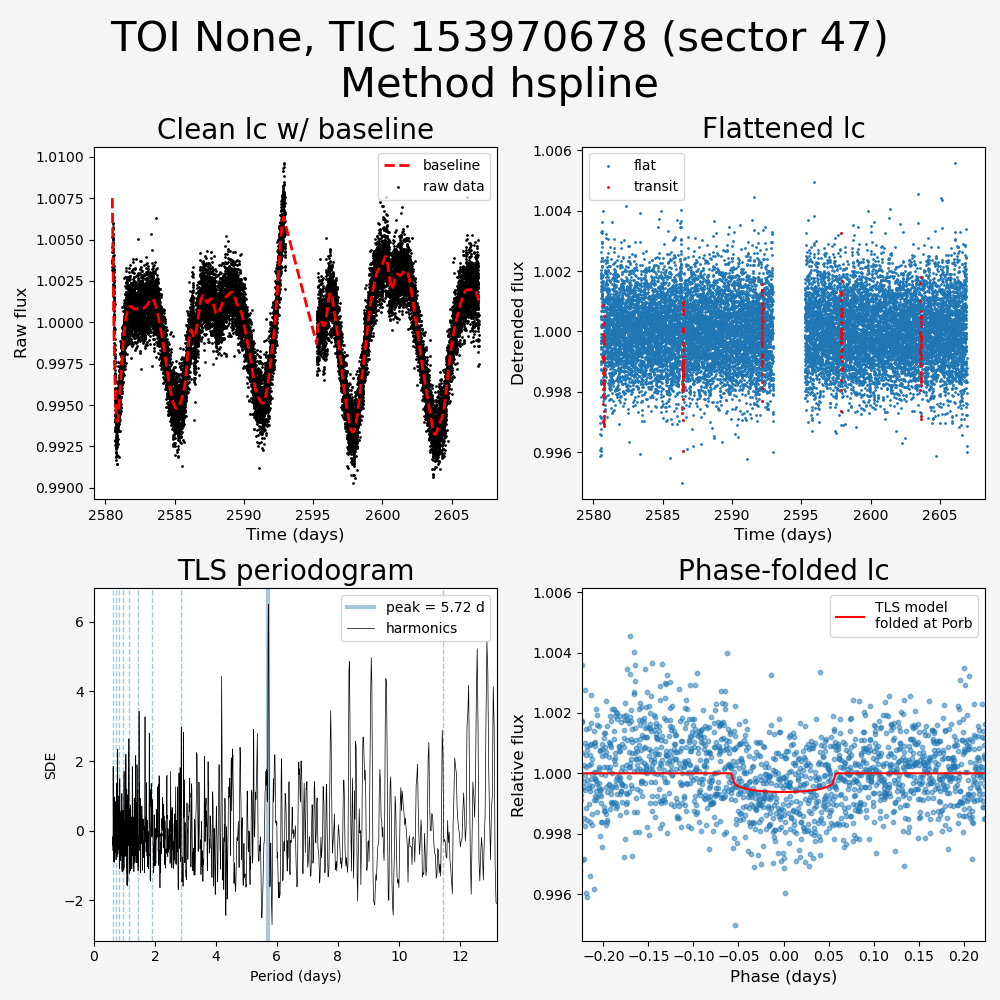 TOI None, TIC 153970678 (sector 47)
Method hspline
Clean lc w/ baseline
Raw flux
1.0100
1.0075
1.0050
1.0025
1.0000
0.9975
0.9950
0.9925
0.9900
baseline
raw data
2580 2585 2590 2595 2600 2605
Time (days)
Flattened lc
Detrended flux
1.006
1.004
1.002
1.000
0.998
0.996
flat
transit
2580 2585 2590 2595 2600 2605
Time (days)
TLS periodogram
SDE
6
4
2
0
−2
peak = 5.72 d
harmonics
0 2 4 6 8 10 12
Period (days)
Phase-folded lc
Relative flux
1.006
1.004
1.002
1.000
0.998
0.996
TLS model
folded at Porb
−0.20 −0.15 −0.10 −0.05 0.00 0.05 0.10 0.15 0.20
Phase (days)